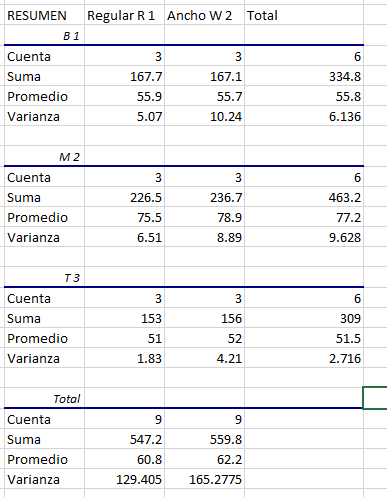 RESUMEN Regular R 1 Ancho W 2 Total
B 1
Cuenta 3 3 6
Suma 167.7 167.1 334.8
Promedio 55.9 55.7 55.8
Varianza 5.07 10.24 6.136
M 2
Cuenta 3 3 6
Suma 226.5 236.7 463.2
Promedio 75.5 78.9 77.2
Varianza 6.51 8.89 9.628
T 3
Cuenta 3 3 6
Suma 153 156 309
Promedio 51 52 51.5
Varianza 1.83 4.21 2.716
Total
Cuenta 9 9
Suma 547.2 559.8
Promedio 60.8 62.2
Varianza 129.405 165.2775